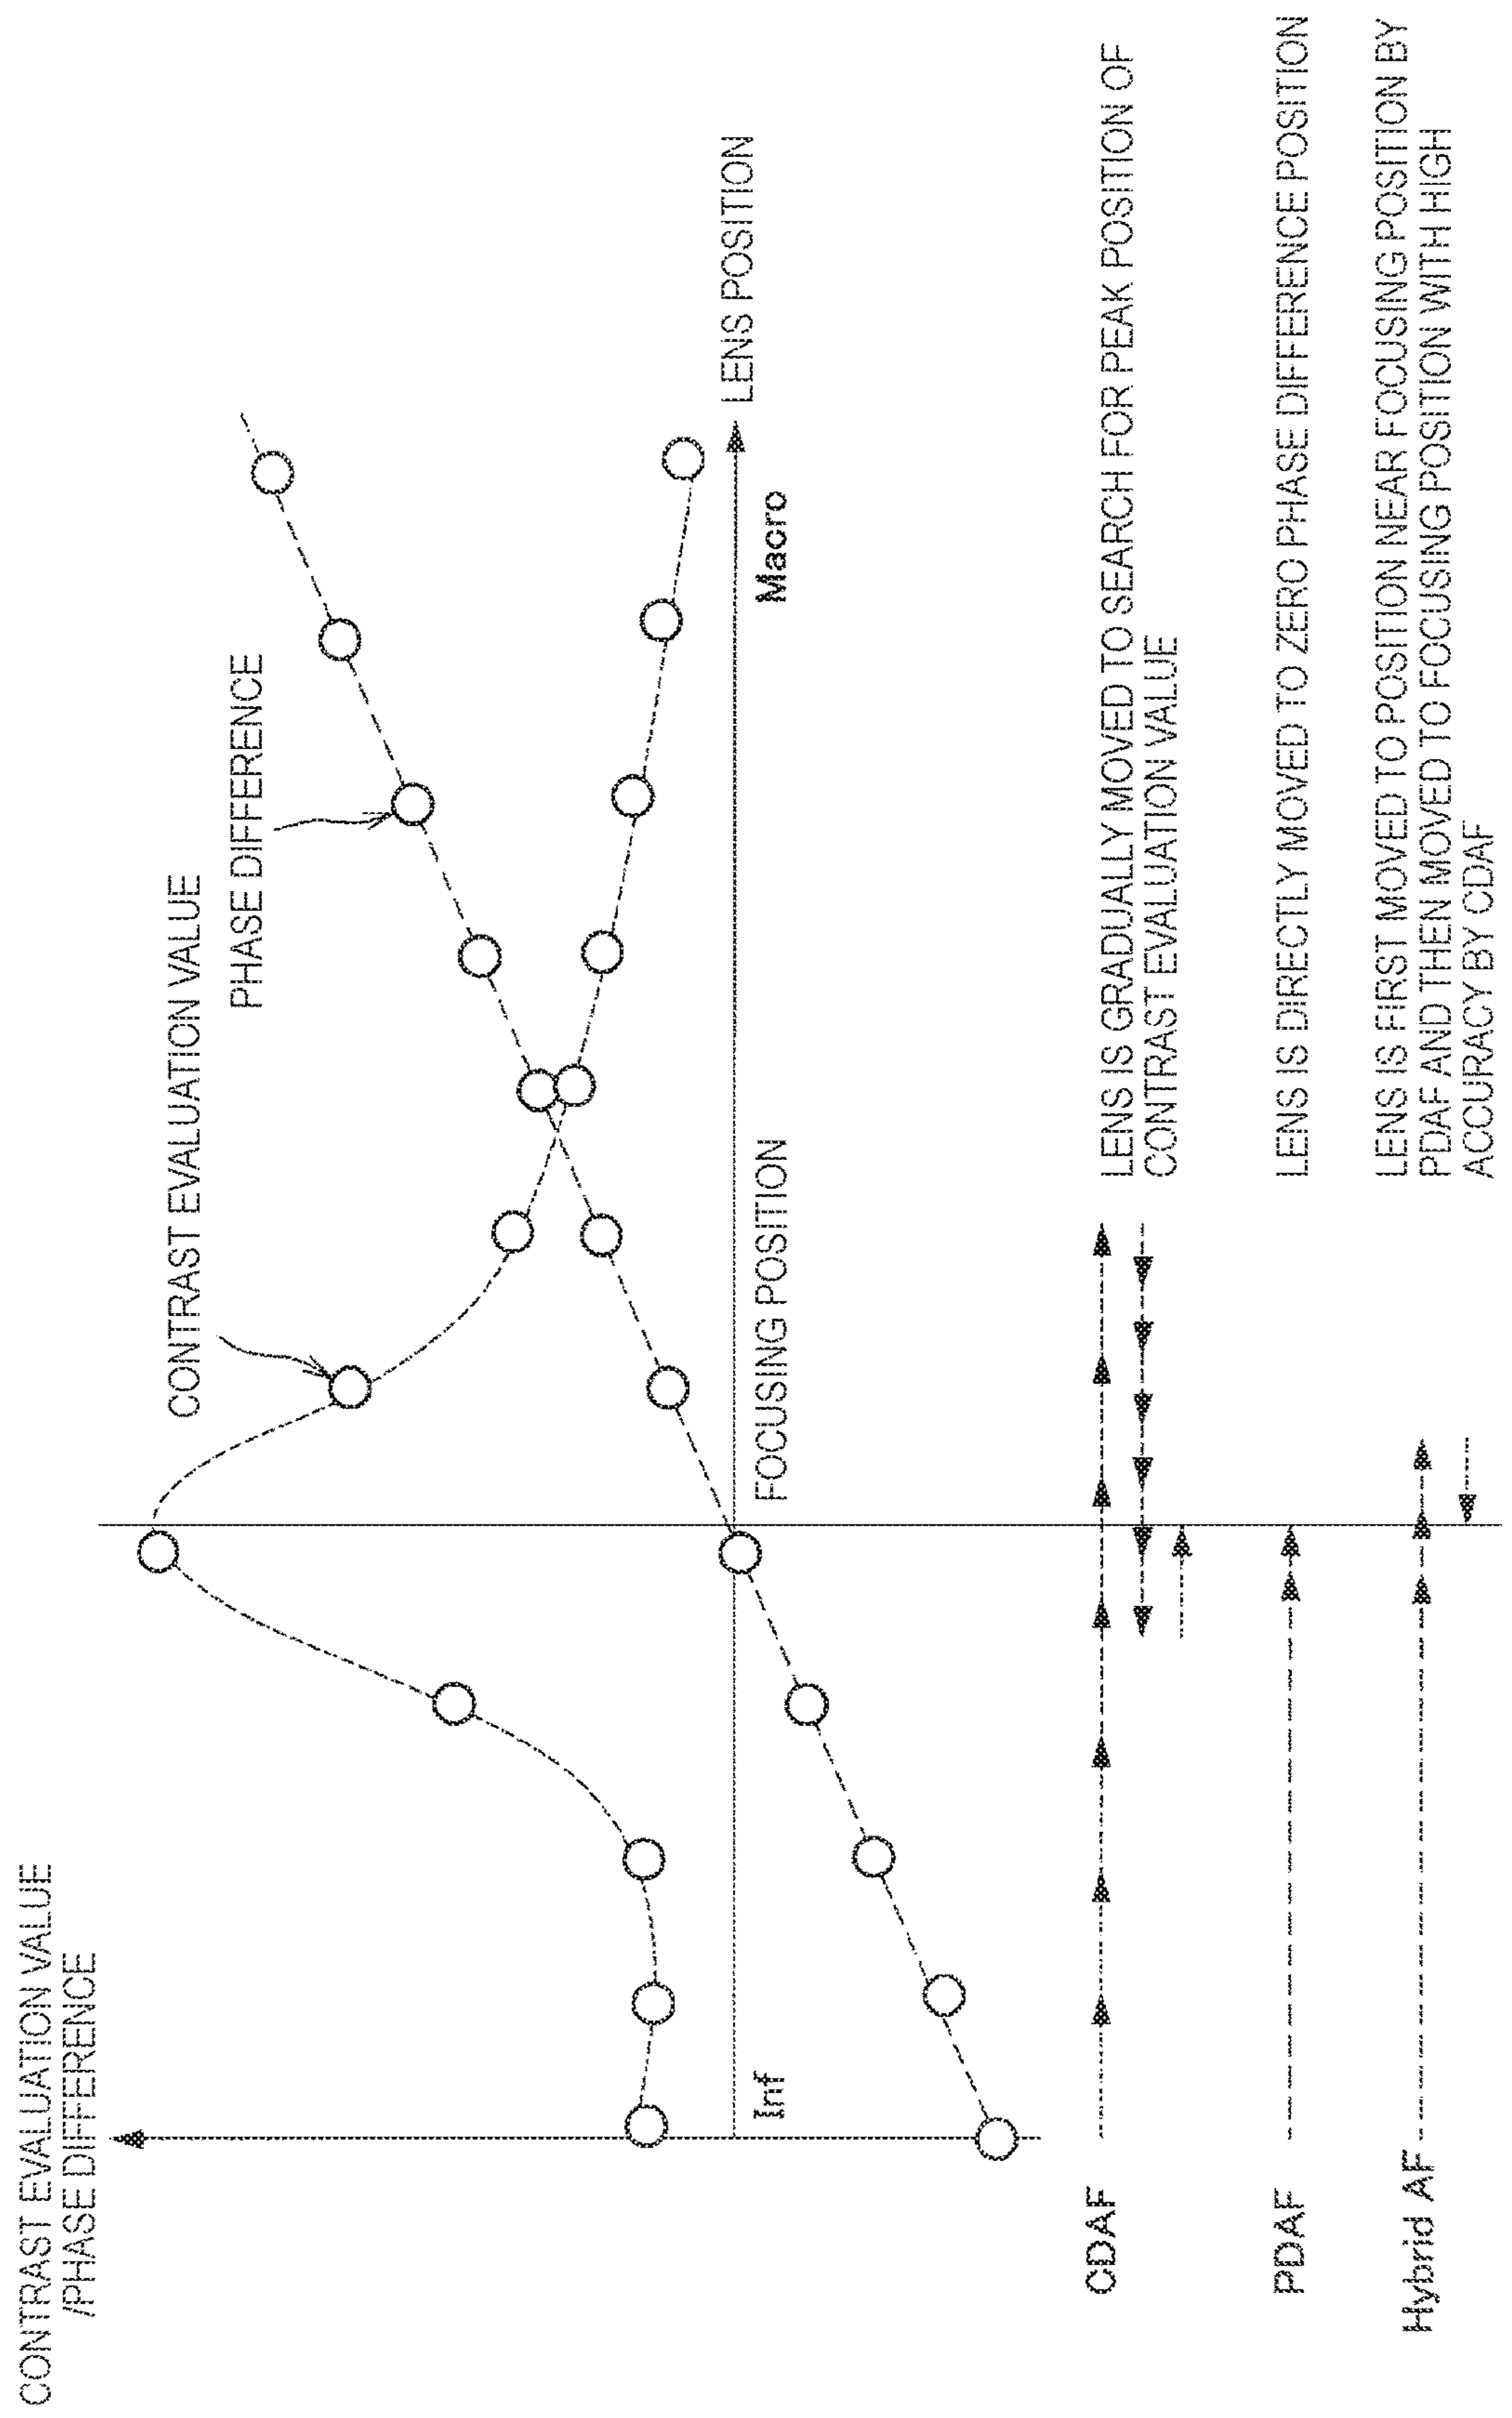 CONTRAST EVALUATION VALUE
/PHASE DIFFERENCE
CONTRAST EVALUATION VALUE
PHASE DIFFERENCE
LENS POSITION
Inf
FOCUSING POSITION
Macro
CDAF
LENS IS GRADUALLY MOVED TO SEARCH FOR PEAK POSITION OF
CONTRAST EVALUATION VALUE
PDAF
LENS IS DIRECTLY MOVED TO ZERO PHASE DIFFERENCE POSITION
Hybrid AF
LENS IS FIRST MOVED TO POSITION NEAR FOCUSING POSITION BY
PDAF AND THEN MOVED TO FOCUSING POSITION WITH HIGH
ACCURACY BY CDAF